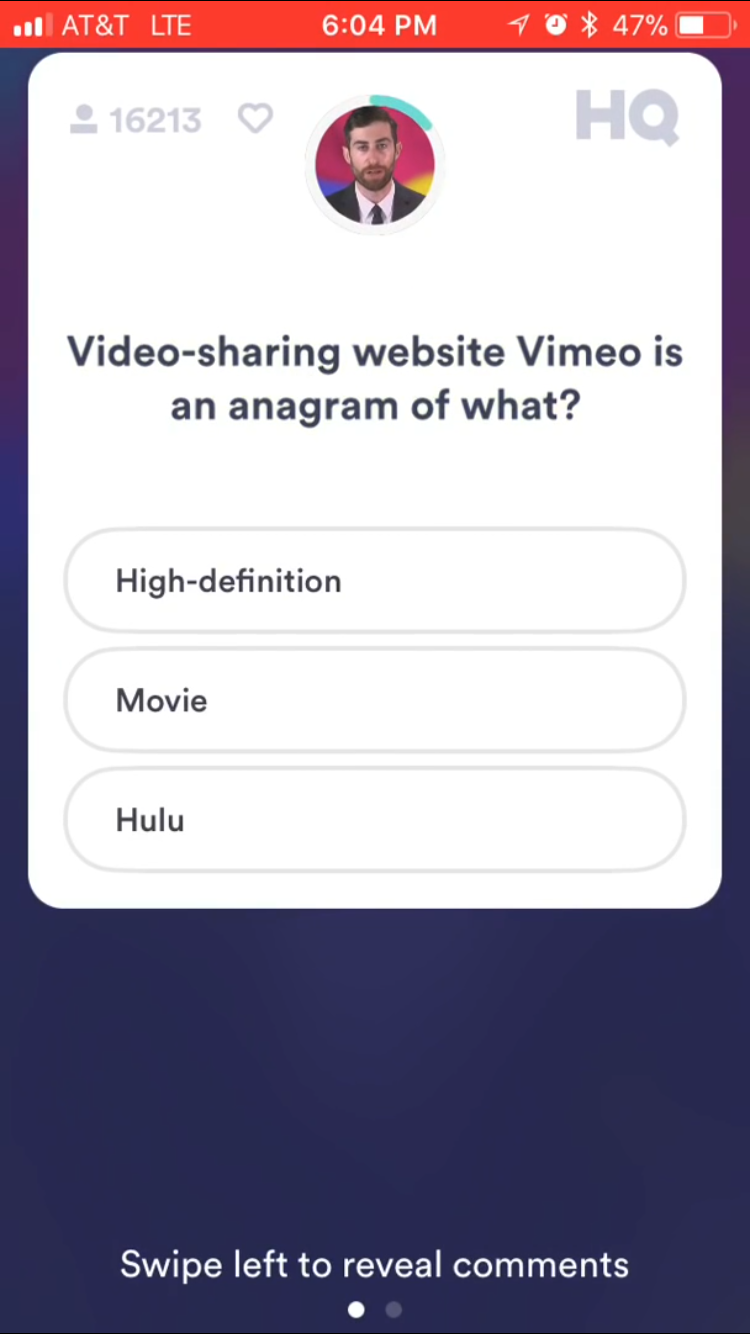 AT&T LTE 6:04 PM 47%
16213 HQ
Video-sharing website Vimeo is
an anagram of what?
High-definition
Movie
Hulu
Swipe left to reveal comments